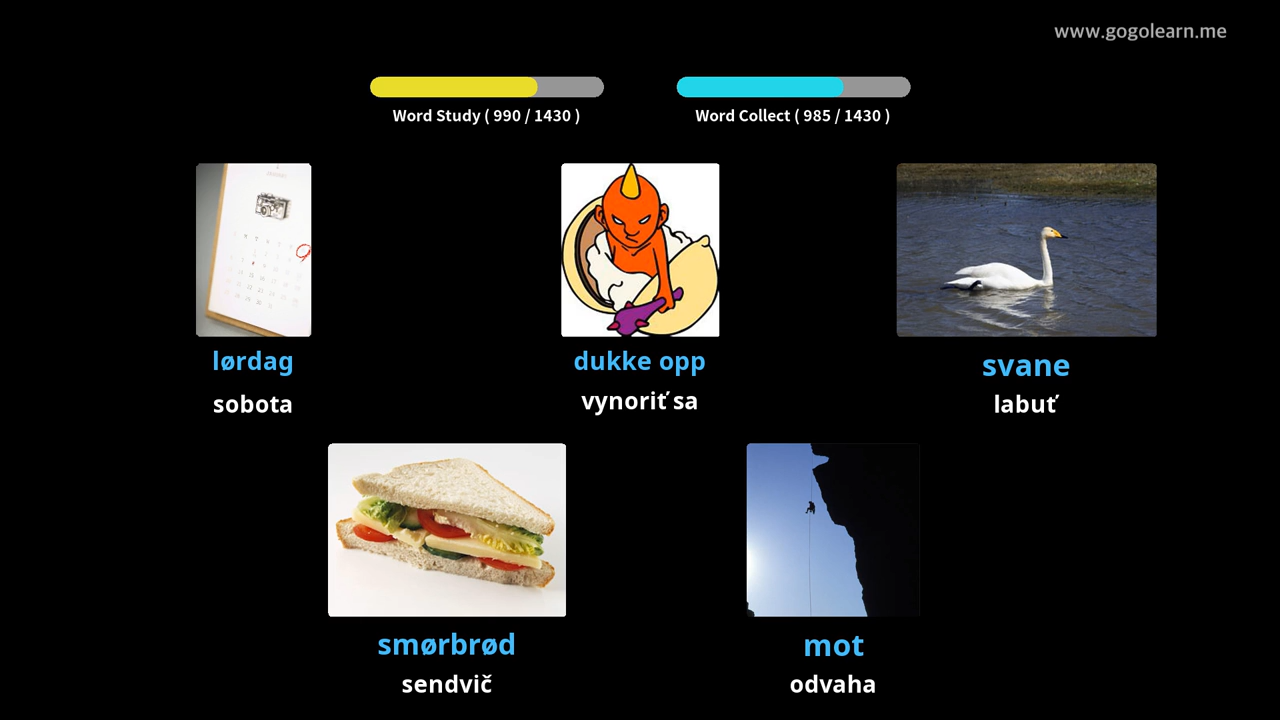 www.gogolearn.me
Word Study ( 990 / 1430 )
Word Collect ( 985 / 1430 )
lørdag
dukke opp
svane
sobota
vynoriť sa
labuť
smørbrød
mot
sendvič
odvaha